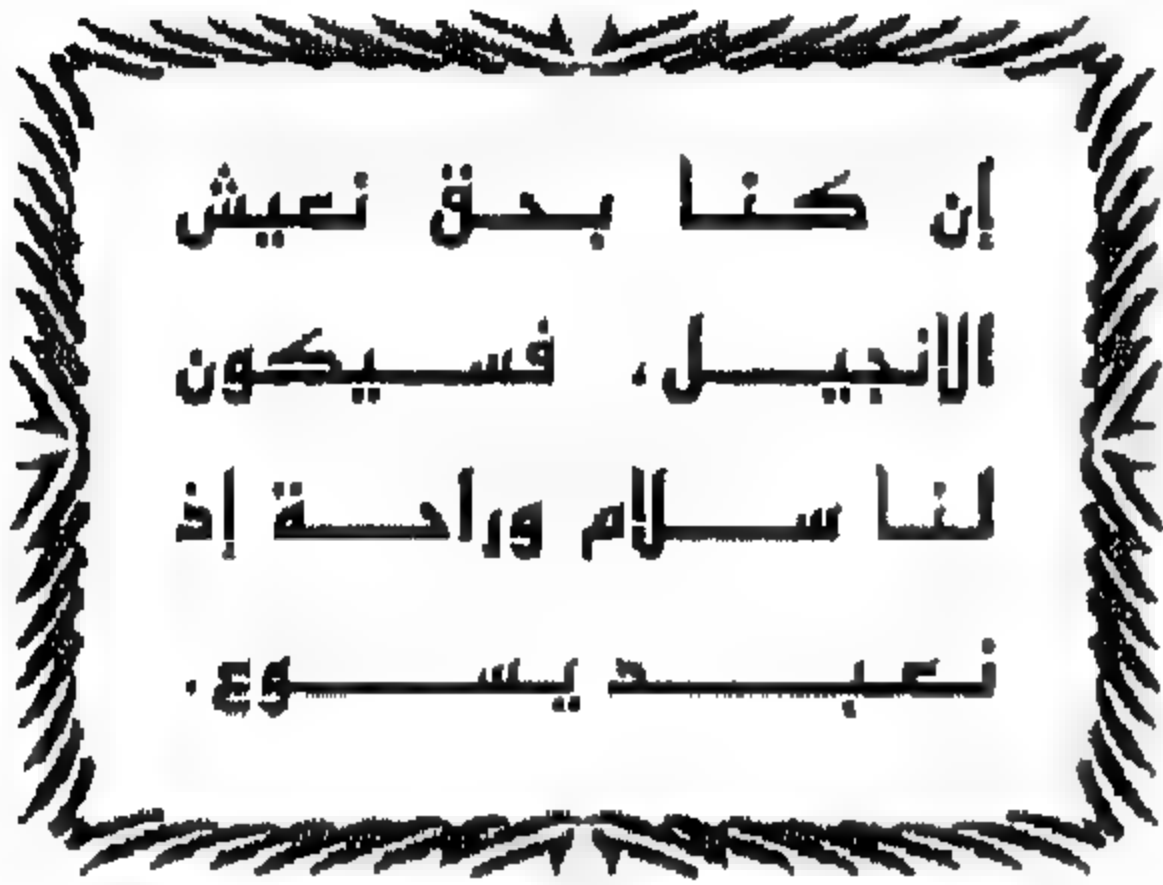 إن كنا بحق نعيش
الانجيل، فسيكون
لنا سلام وراحة إذ
نعبد يسوع.